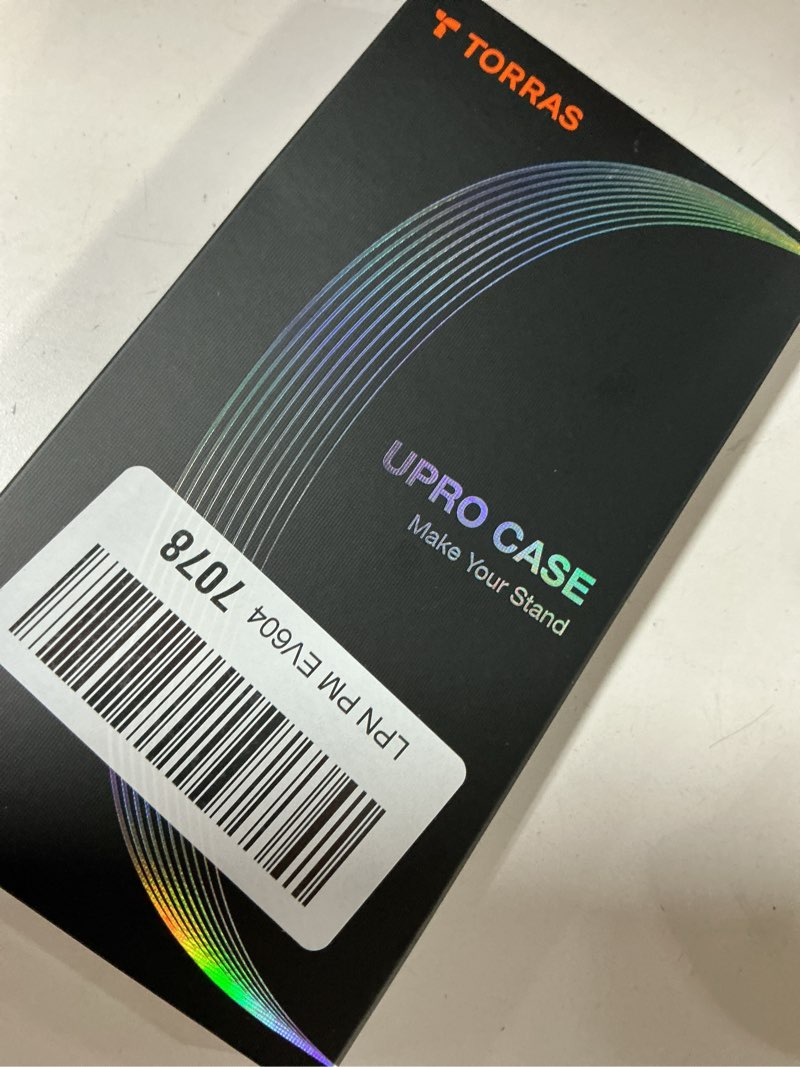 TORRAS
UPRO CASE
Make Your Stand
LPN PM EV604 7078